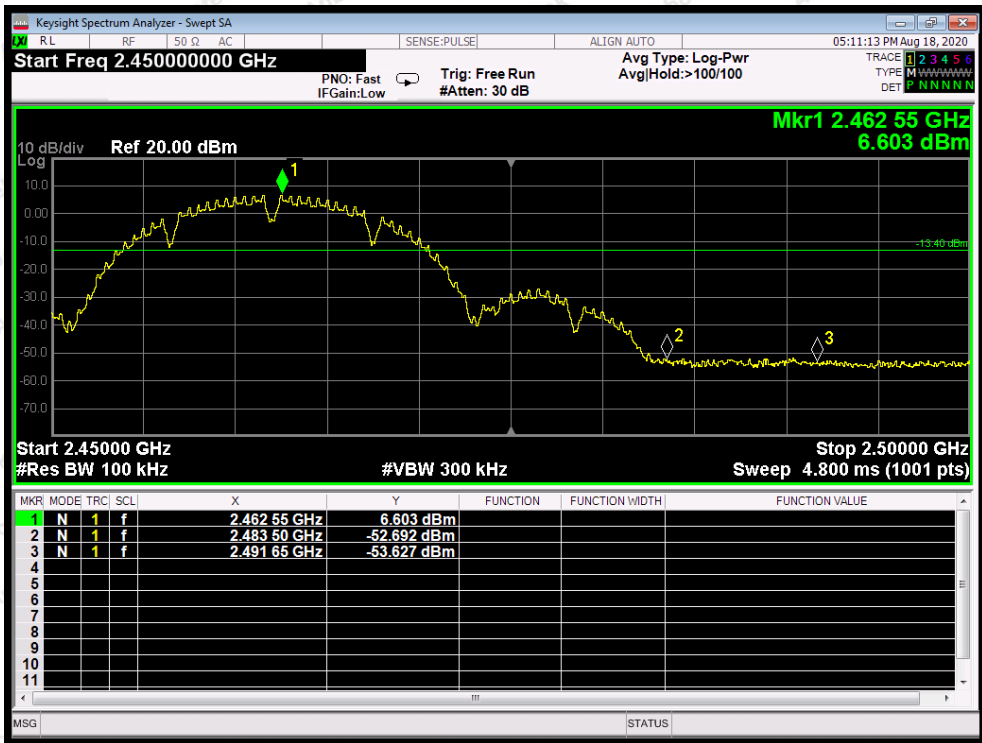 Keysight Spectrum Analyzer - Swept SA
LXI RL RF 50 Ω AC SENSE:PULSE ALIGN AUTO 05:11:13 PM Aug 18, 2020
Start Freq 2.450000000 GHz
PNO: Fast
IFGain:Low
Trig: Free Run
#Atten: 30 dB
Avg Type: Log-Pwr
Avg|Hold:>100/100
TRACE 1 2 3 4 5 6
TYPE M WWWWW
DET P N N N N N
Mkr1 2.462 55 GHz
6.603 dBm
10 dB/div Ref 20.00 dBm
Log
10.0
0.00
-10.0
-20.0
-30.0
-40.0
-50.0
-60.0
-70.0
1
-13.40 dBm
2
3
Start 2.45000 GHz Stop 2.50000 GHz
#Res BW 100 kHz #VBW 300 kHz Sweep 4.800 ms (1001 pts)
MKR MODE TRC SCL X Y FUNCTION FUNCTION WIDTH FUNCTION VALUE
1 N 1 f 2.462 55 GHz 6.603 dBm
2 N 1 f 2.483 50 GHz -52.692 dBm
3 N 1 f 2.491 65 GHz -53.627 dBm
4
5
6
7
8
9
10
11
MSG STATUS